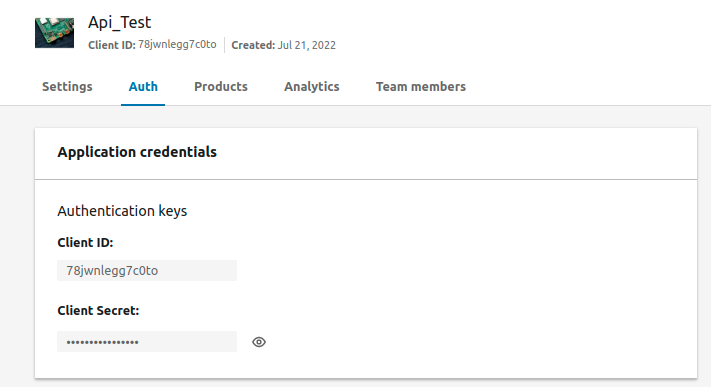 Api_Test
Client ID: 78jwnlegg7c0to Created: Jul 21, 2022
Settings Auth Products Analytics Team members
Application credentials
Authentication keys
Client ID:
78jwnlegg7c0to
Client Secret:
••••••••••••••••